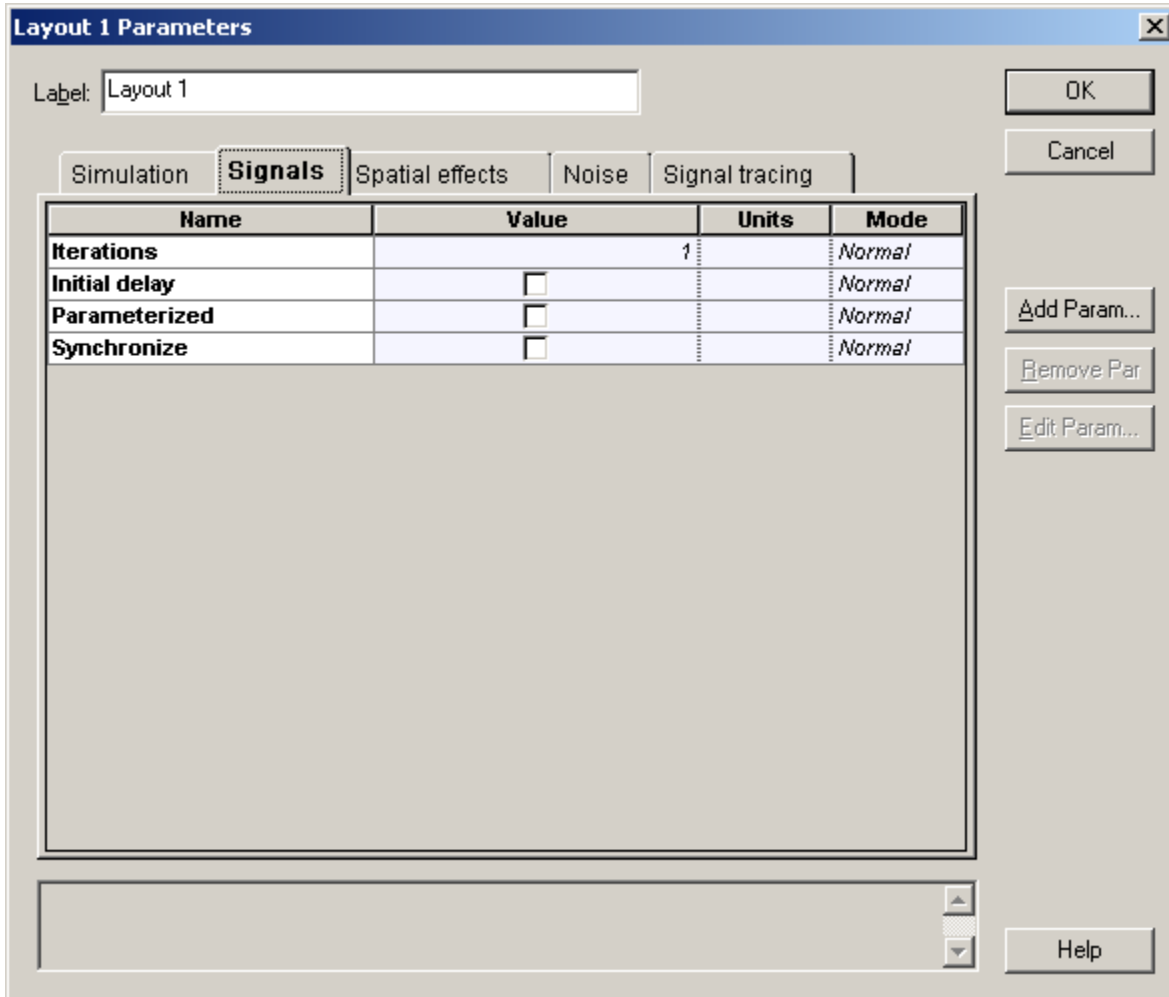 Layout 1 Parameters
Label: Layout 1
OK
Cancel
Simulation Signals Spatial effects Noise Signal tracing
Name Value Units Mode
Iterations 1 Normal
Initial delay Normal
Parameterized Normal
Synchronize Normal
Add Param...
Remove Par
Edit Param...
Help